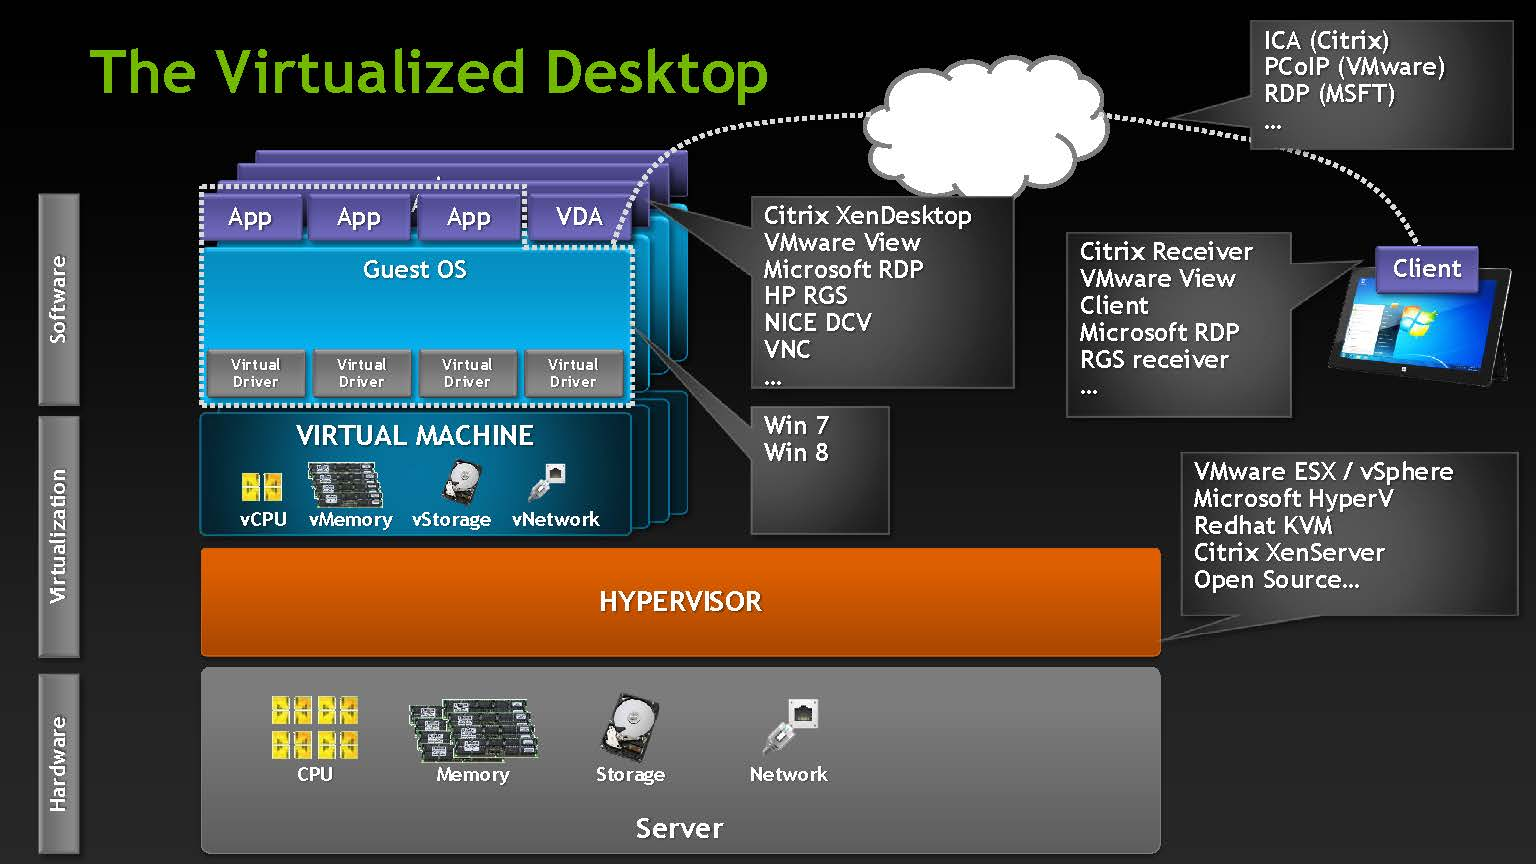 The Virtualized Desktop
ICA (Citrix)
PCoIP (VMware)
RDP (MSFT)
…
App
App
App
VDA
Guest OS
Virtual
Driver
Virtual
Driver
Virtual
Driver
Virtual
Driver
Citrix XenDesktop
VMware View
Microsoft RDP
HP RGS
NICE DCV
VNC
…
Citrix Receiver
VMware View
Client
Microsoft RDP
RGS receiver
…
Client
Software
VIRTUAL MACHINE
vCPU
vMemory
vStorage
vNetwork
Win 7
Win 8
VMware ESX / vSphere
Microsoft HyperV
Redhat KVM
Citrix XenServer
Open Source…
Virtualization
HYPERVISOR
Hardware
CPU
Memory
Storage
Network
Server